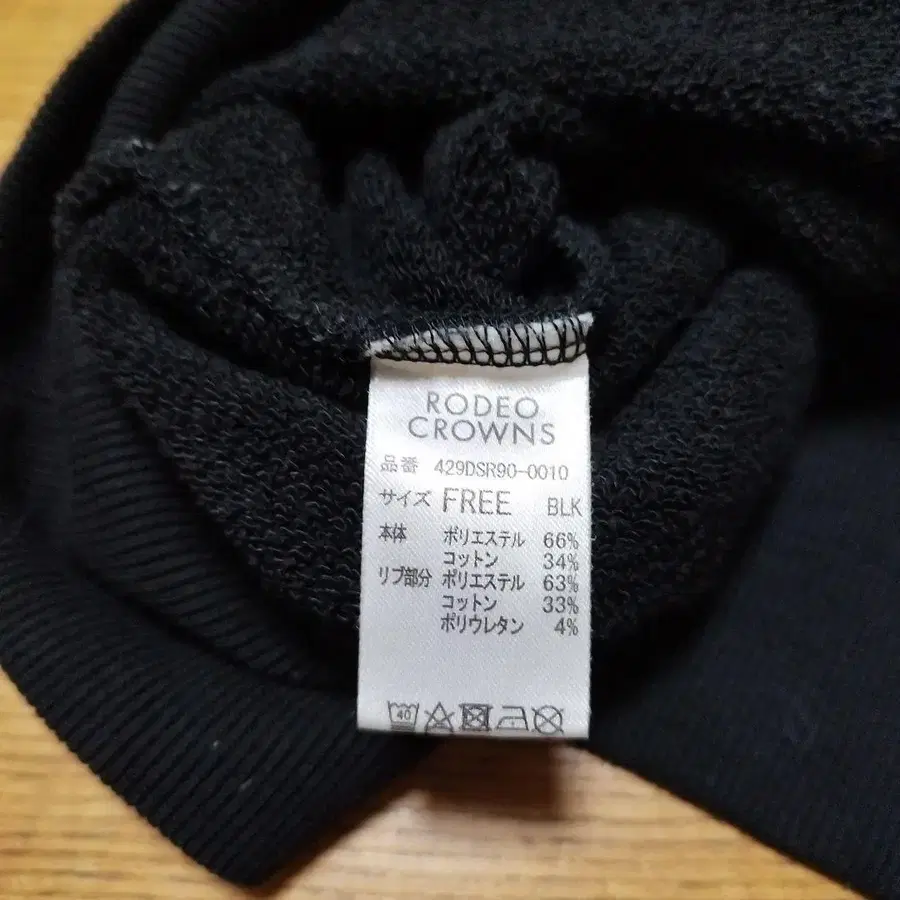 RODEO
CROWNS
品番 429DSR90-0010
サイズ FREE BLK
本体 ポリエステル 66%
コットン 34%
リブ部分 ポリエステル 63%
コットン 33%
ポリウレタン 4%
40